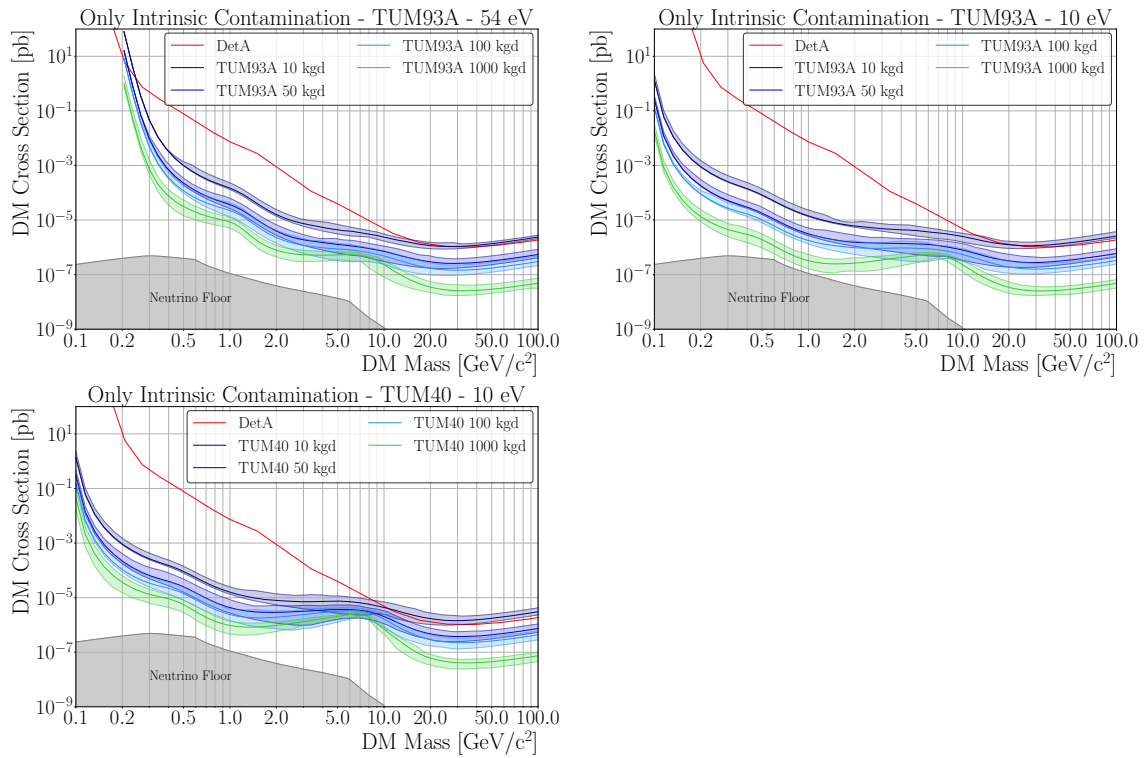 Only Intrinsic Contamination - TUM93A - 54 eV
DM Cross Section [pb]
10¹
10⁻¹
10⁻³
10⁻⁵
10⁻⁷
10⁻⁹
DetA
TUM93A 10 kgd
TUM93A 50 kgd
TUM93A 100 kgd
TUM93A 1000 kgd
Neutrino Floor
0.1 0.2 0.5 1.0 2.0 5.0 10.0 20.0 100.0
DM Mass [GeV/c²]
Only Intrinsic Contamination - TUM93A - 10 eV
DM Cross Section [pb]
10¹
10⁻¹
10⁻³
10⁻⁵
10⁻⁷
10⁻⁹
DetA
TUM93A 10 kgd
TUM93A 50 kgd
TUM93A 100 kgd
TUM93A 1000 kgd
Neutrino Floor
0.1 0.2 0.5 1.0 2.0 5.0 10.0 20.0 100.0
DM Mass [GeV/c²]
Only Intrinsic Contamination - TUM40 - 10 eV
DM Cross Section [pb]
10¹
10⁻¹
10⁻³
10⁻⁵
10⁻⁷
10⁻⁹
DetA
TUM40 10 kgd
TUM40 50 kgd
TUM40 100 kgd
TUM40 1000 kgd
Neutrino Floor
0.1 0.2 0.5 1.0 2.0 5.0 10.0 20.0 100.0
DM Mass [GeV/c²]